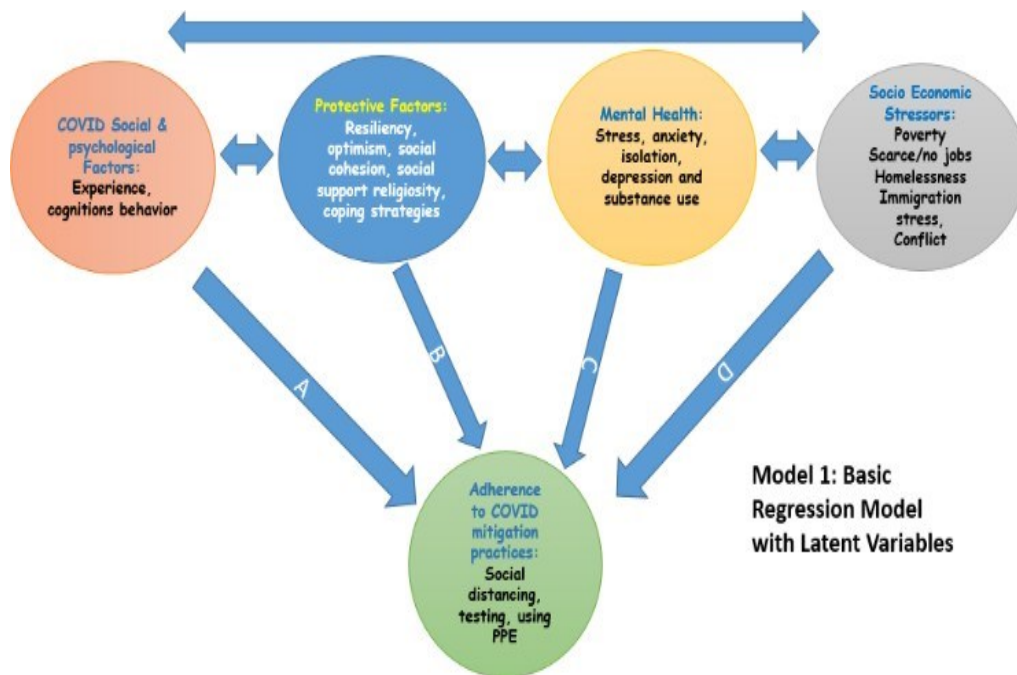 COVID Social &
psychological
Factors:
Experience,
cognitions behavior
Protective Factors:
Resiliency,
optimism, social
cohesion, social
support religiosity,
coping strategies
Mental Health:
Stress, anxiety,
isolation,
depression and
substance use
Socio Economic
Stressors:
Poverty
Scarce/no jobs
Homelessness
Immigration
stress,
Conflict
A
B
C
D
Adherence
to COVID
mitigation
practices:
Social
distancing,
testing, using
PPE
Model 1: Basic
Regression Model
with Latent Variables